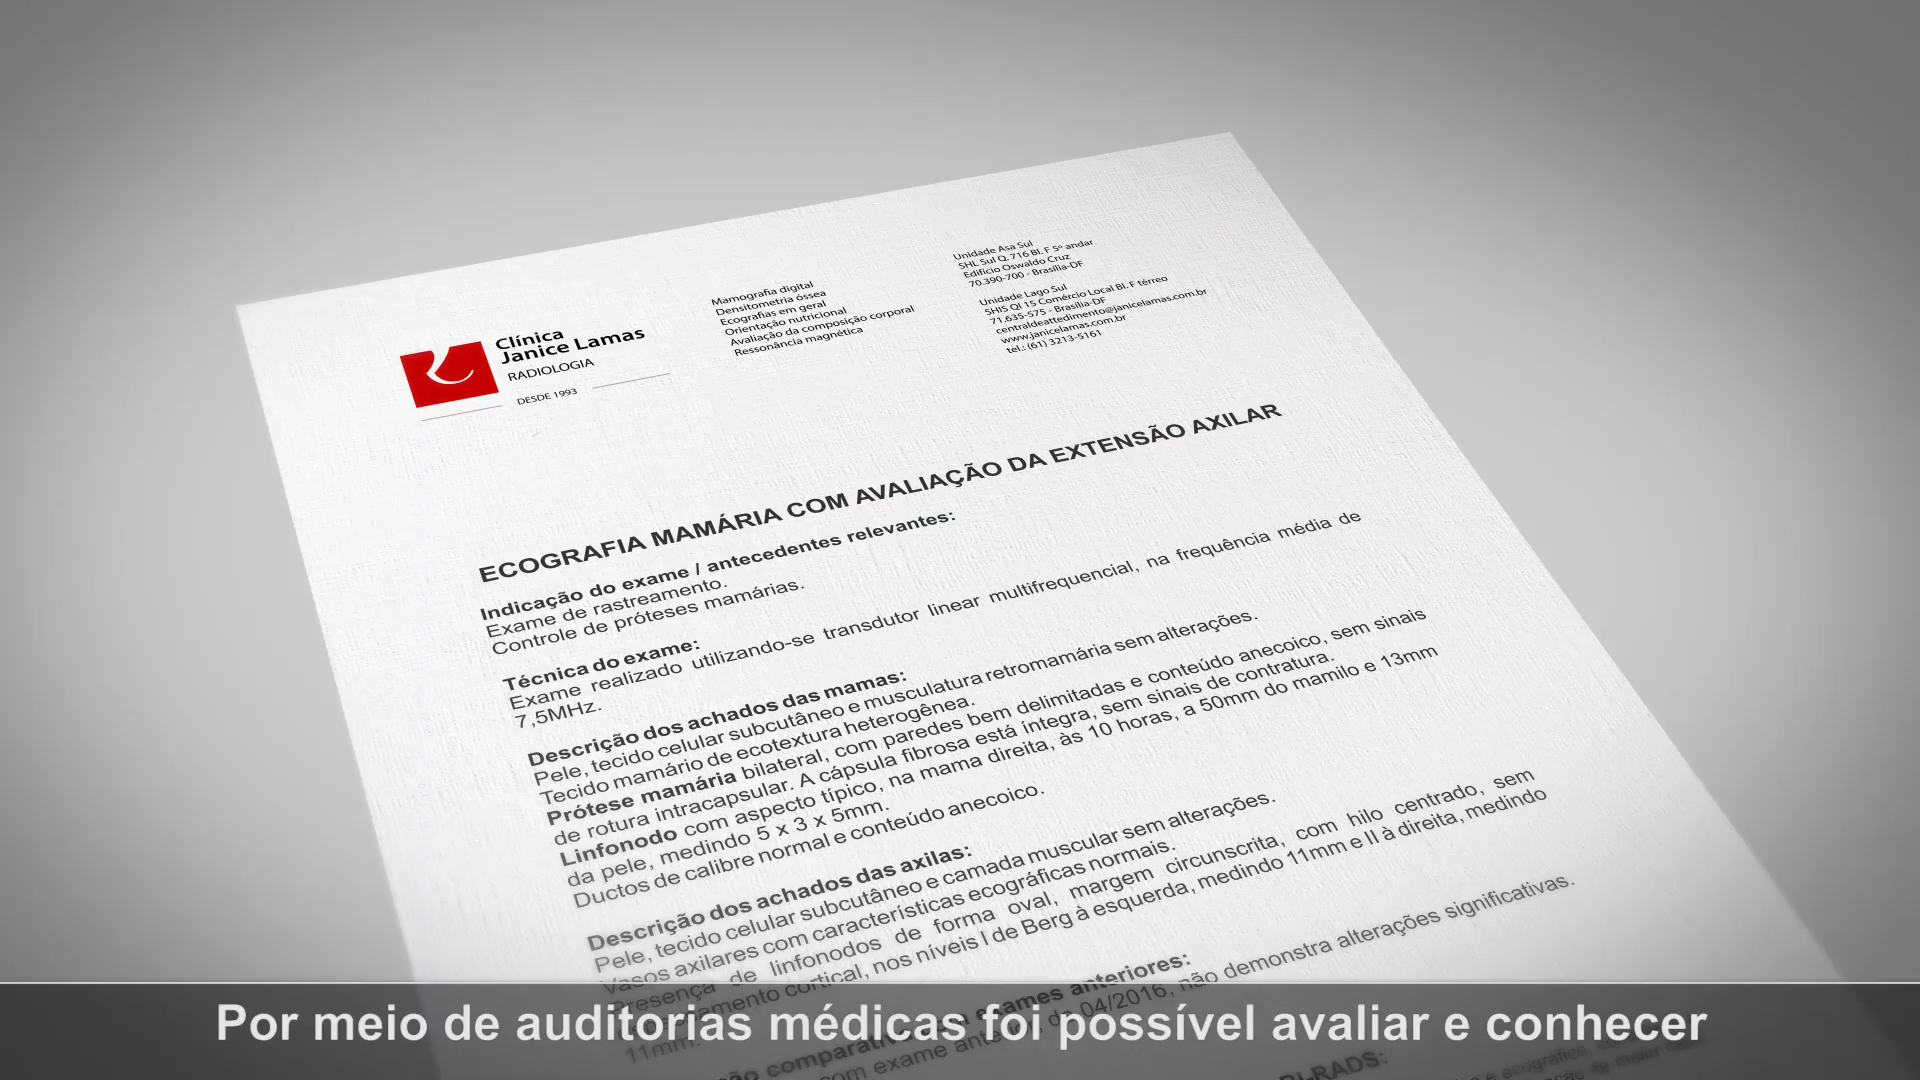 Clínica
Janice Lamas
RADIOLOGIA
DESDE 1993
Mamografia digital
Densitometria óssea
Ecografias em geral
Orientação nutricional
Avaliação da composição corporal
Ressonância magnética
Unidade Asa Sul
SHL Sul Q. 716 Bl. F 5º andar
Edifício Oswaldo Cruz
70.390-700 - Brasília-DF
Unidade Lago Sul
SHIS QI 15 Comércio Local Bl. F térreo
71.635-575 - Brasília-DF
centraldeattedimento@janicelamas.com.br
www.janicelamas.com.br
tel.: (61) 3213-5161
ECOGRAFIA MAMÁRIA COM AVALIAÇÃO DA EXTENSÃO AXILAR
Indicação do exame / antecedentes relevantes:
Exame de rastreamento.
Controle de próteses mamárias.
Técnica do exame:
Exame realizado utilizando-se transdutor linear multifrequencial, na frequência média de
7,5MHz.
Descrição dos achados das mamas:
Pele, tecido celular subcutâneo e musculatura retromamária sem alterações.
Tecido mamário de ecotextura heterogênea.
Prótese mamária bilateral, com paredes bem delimitadas e conteúdo anecoico, sem sinais
de rotura intracapsular. A cápsula fibrosa está íntegra, sem sinais de contratura.
Linfonodo com aspecto típico, na mama direita, às 10 horas, a 50mm do mamilo e 13mm
da pele, medindo 5 x 3 x 5mm.
Ductos de calibre normal e conteúdo anecoico.
Descrição dos achados das axilas:
Pele, tecido celular subcutâneo e camada muscular sem alterações.
Vasos axilares com características ecográficas normais.
Presença de linfonodos de forma oval, margem circunscrita, com hilo centrado, sem
cortical, nos níveis I de Berg à esquerda, medindo 11mm e II à direita, medindo
11mm.
exames anteriores:
com exame 04/2016, não demonstra alterações significativas.
BI-RADS:
Por meio de auditorias médicas foi possível avaliar e conhecer